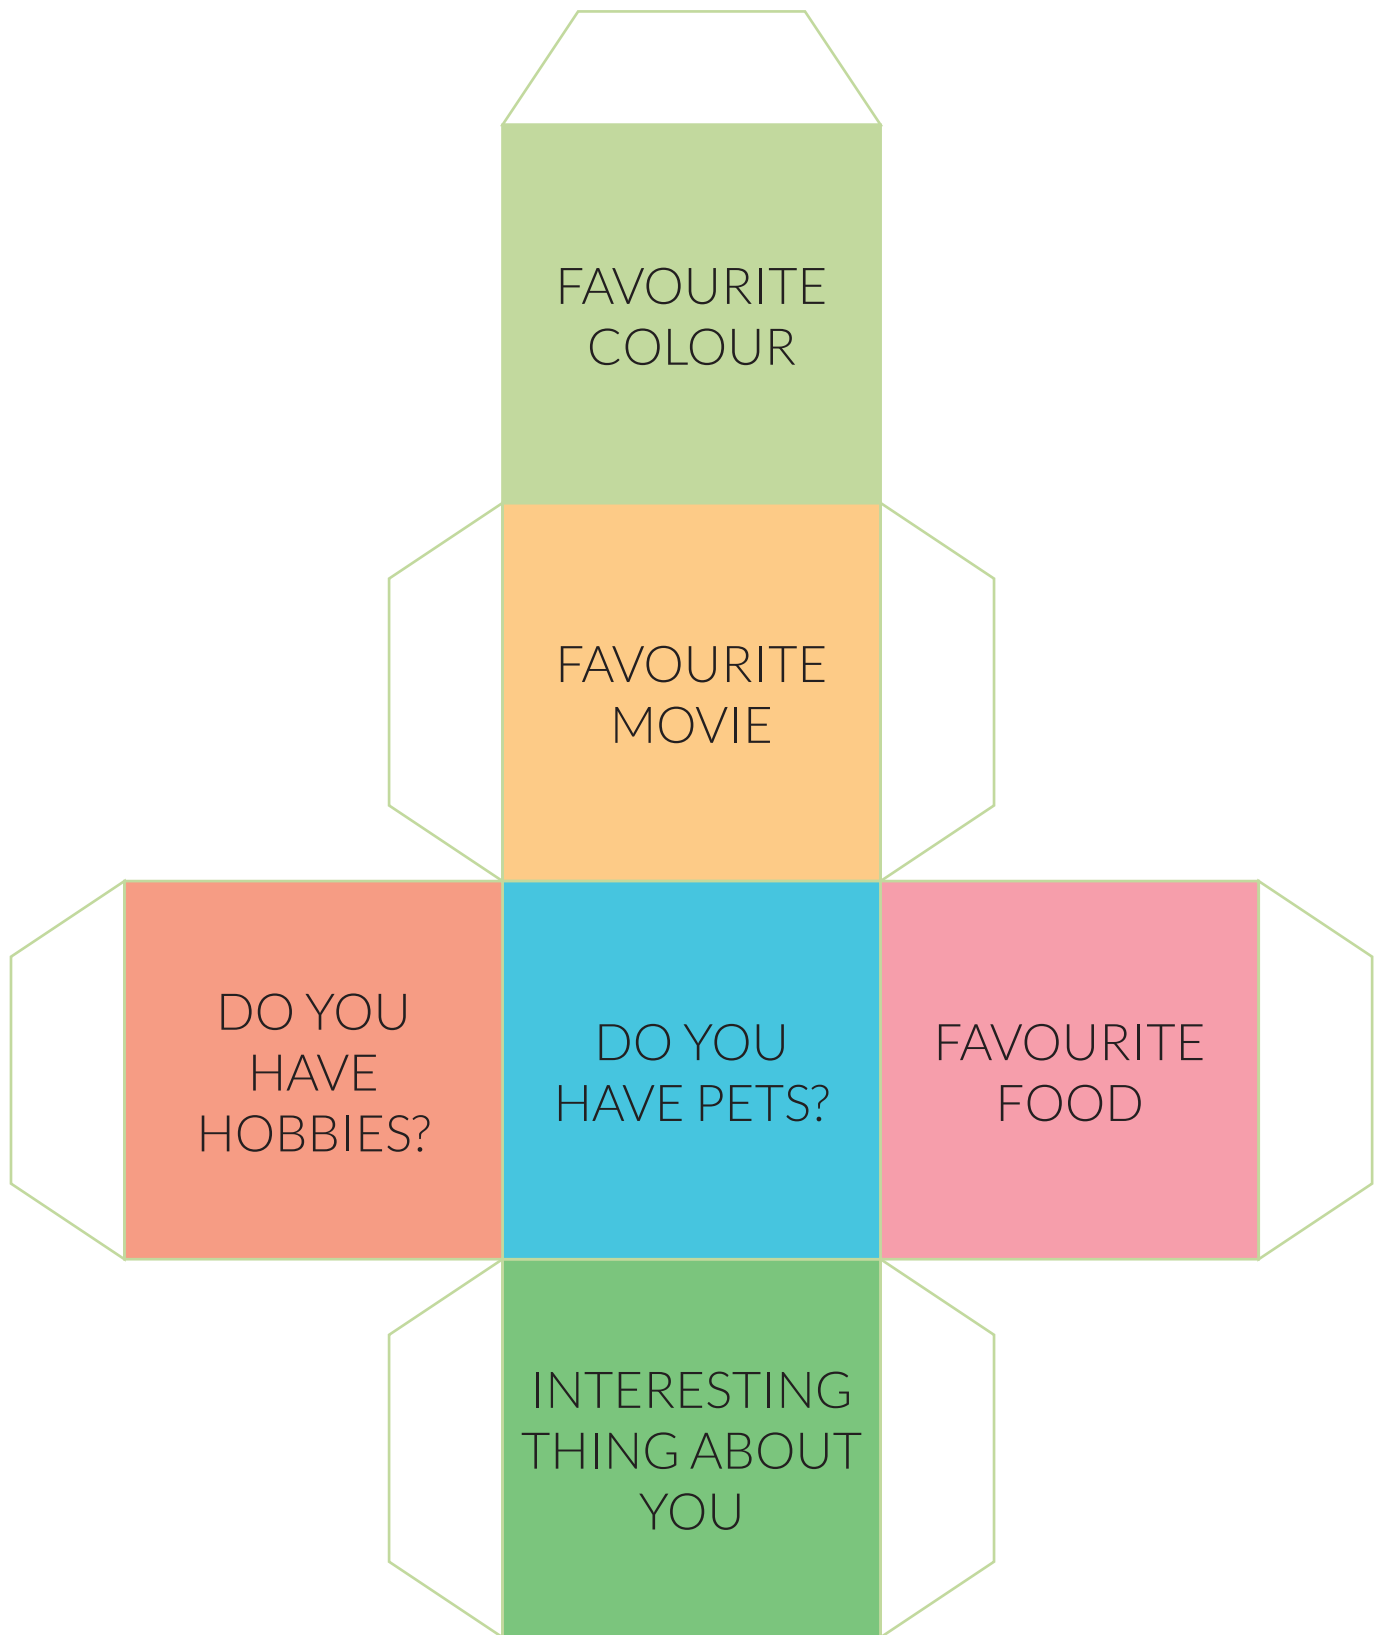 FAVOURITE
COLOUR
FAVOURITE
MOVIE
DO YOU
HAVE
HOBBIES?
DO YOU
HAVE PETS?
FAVOURITE
FOOD
INTERESTING
THING ABOUT
YOU